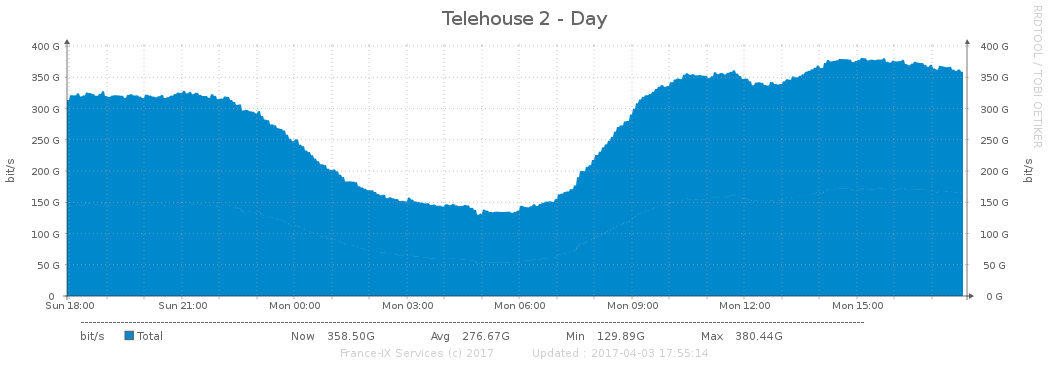 Telehouse 2 - Day
RRDTOOL / TOBI OETIKER
400 G 400 G
350 G 350 G
300 G 300 G
250 G 250 G
200 G 200 G
150 G 150 G
100 G 100 G
50 G 50 G
0 0 G
bit/s
bit/s
Sun 18:00 Sun 21:00 Mon 00:00 Mon 03:00 Mon 06:00 Mon 09:00 Mon 12:00 Mon 15:00
bit/s Total Now 358.50G Avg 276.67G Min 129.89G Max 380.44G
France-IX Services (c) 2017 Updated : 2017-04-03 17:55:14